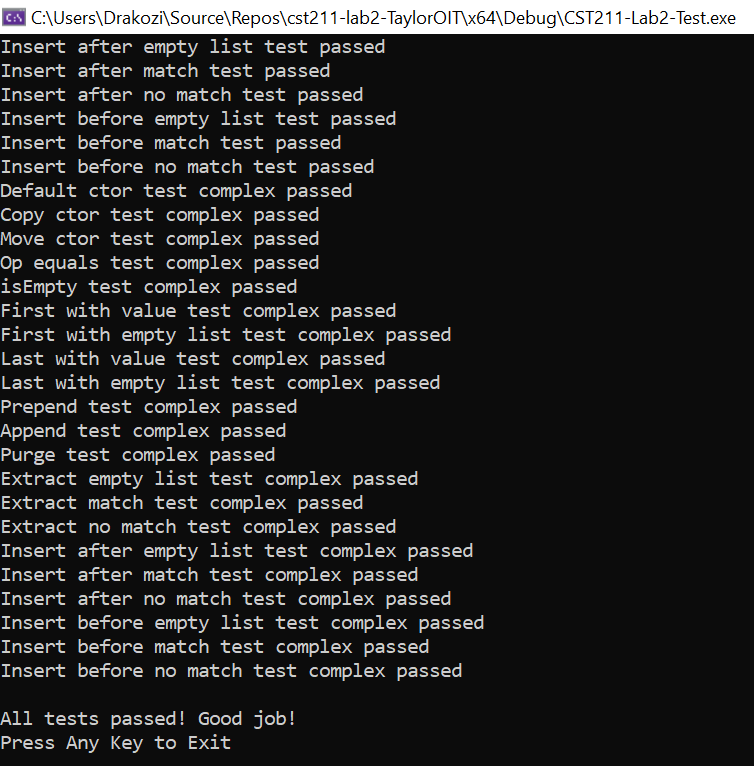 C:\Users\Drakozi\Source\Repos\cst211-lab2-TaylorOIT\x64\Debug\CST211-Lab2-Test.exe
Insert after empty list test passed
Insert after match test passed
Insert after no match test passed
Insert before empty list test passed
Insert before match test passed
Insert before no match test passed
Default ctor test complex passed
Copy ctor test complex passed
Move ctor test complex passed
Op equals test complex passed
isEmpty test complex passed
First with value test complex passed
First with empty list test complex passed
Last with value test complex passed
Last with empty list test complex passed
Prepend test complex passed
Append test complex passed
Purge test complex passed
Extract empty list test complex passed
Extract match test complex passed
Extract no match test complex passed
Insert after empty list test complex passed
Insert after match test complex passed
Insert after no match test complex passed
Insert before empty list test complex passed
Insert before match test complex passed
Insert before no match test complex passed
All tests passed! Good job!
Press Any Key to Exit